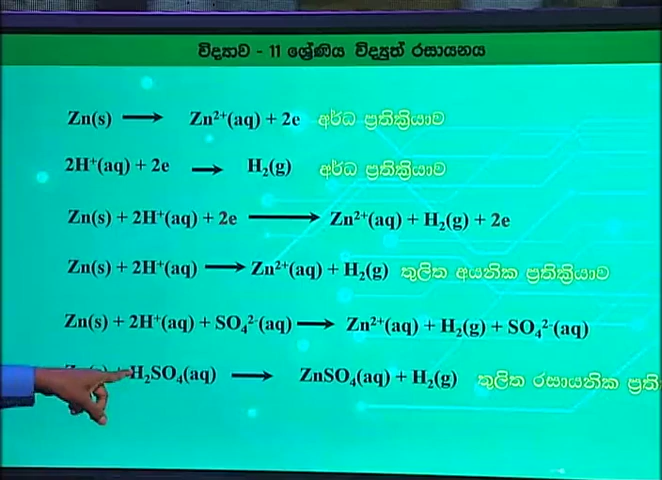 විද්‍යාව - 11 ශ්‍රේණිය විද්‍යුත් රසායනය
Zn(s) ⟶ Zn²⁺(aq) + 2e අර්ධ ප්‍රතික්‍රියාව
2H⁺(aq) + 2e ⟶ H₂(g) අර්ධ ප්‍රතික්‍රියාව
Zn(s) + 2H⁺(aq) + 2e ⟶ Zn²⁺(aq) + H₂(g) + 2e
Zn(s) + 2H⁺(aq) ⟶ Zn²⁺(aq) + H₂(g) තුලිත අයනික ප්‍රතික්‍රියාව
Zn(s) + 2H⁺(aq) + SO₄²⁻(aq) ⟶ Zn²⁺(aq) + H₂(g) + SO₄²⁻(aq)
H₂SO₄(aq) ⟶ ZnSO₄(aq) + H₂(g) තුලිත රසායනික ප්‍රති